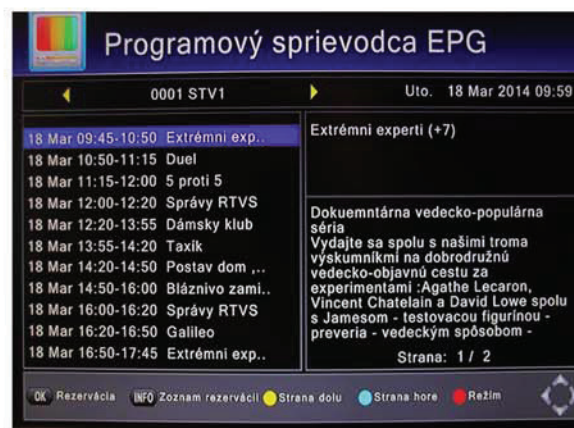 Programový sprievodca EPG
0001 STV1
Uto. 18 Mar 2014 09:59
18 Mar 09:45-10:50 Extrémni exp..
18 Mar 10:50-11:15 Duel
18 Mar 11:15-12:00 5 proti 5
18 Mar 12:00-12:20 Správy RTVS
18 Mar 12:20-13:55 Dámsky klub
18 Mar 13:55-14:20 Taxík
18 Mar 14:20-14:50 Postav dom ,..
18 Mar 14:50-16:00 Bláznivo zami..
18 Mar 16:00-16:20 Správy RTVS
18 Mar 16:20-16:50 Galileo
18 Mar 16:50-17:45 Extrémni exp..
Extrémni experti (+7)
Dokuemntárna vedecko-populárna
séria
Vydajte sa spolu s našimi troma
výskumníkmi na dobrodružnú
vedecko-objavnú cestu za
experimentami :Agathe Lecaron,
Vincent Chatelain a David Lowe spolu
s Jamesom - testovacou figurínou -
preveria - vedeckým spôsobom -
Strana: 1 / 2
OK Rezervácia INFO Zoznam rezervácií Strana dolu Strana hore Režim